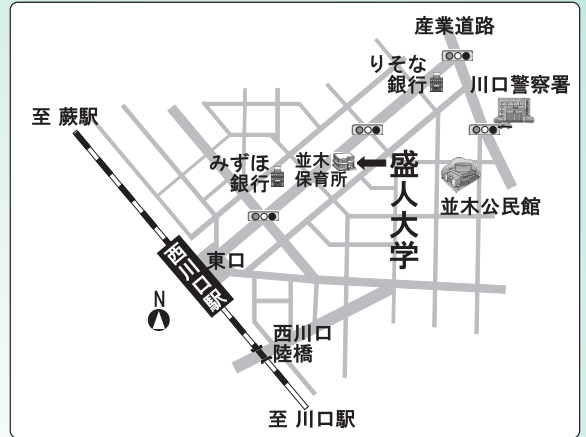 産業道路
りそな
銀行
川口警察署
至 蕨駅
みずほ
銀行
並木
保育所
盛人大学
並木公民館
東口
西川口駅
N
西川口
陸橋
至 川口駅